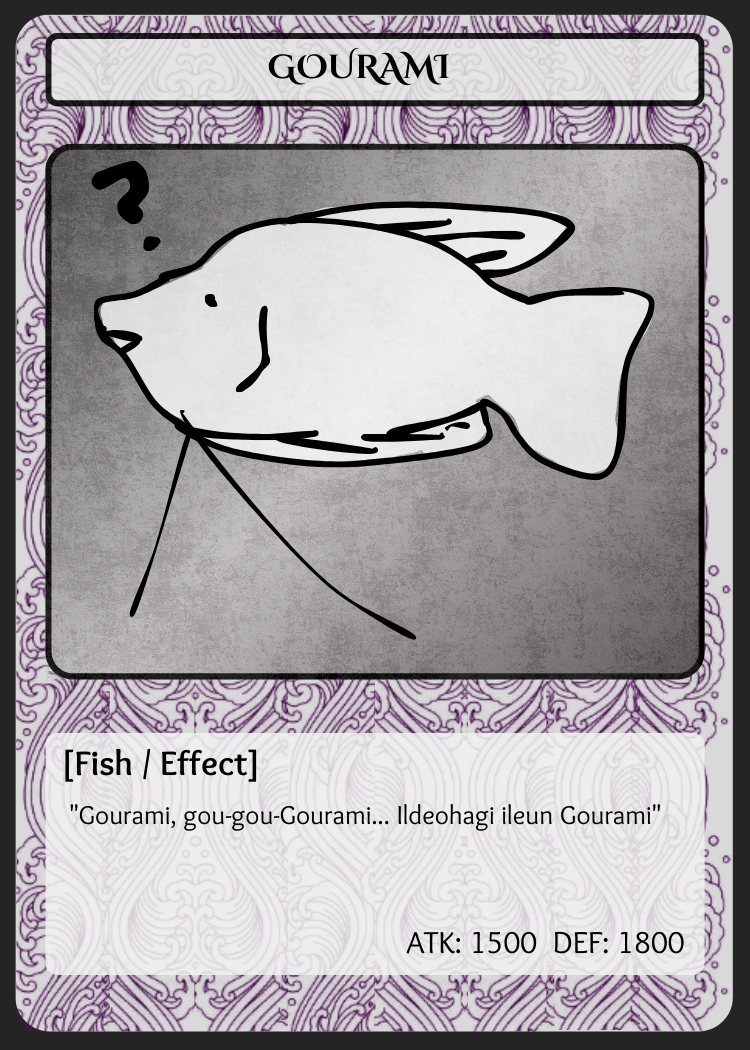 GOURAMI
?
[Fish / Effect]
"Gourami, gou-gou-Gourami... Ildeohagi ileun Gourami"
ATK: 1500 DEF: 1800